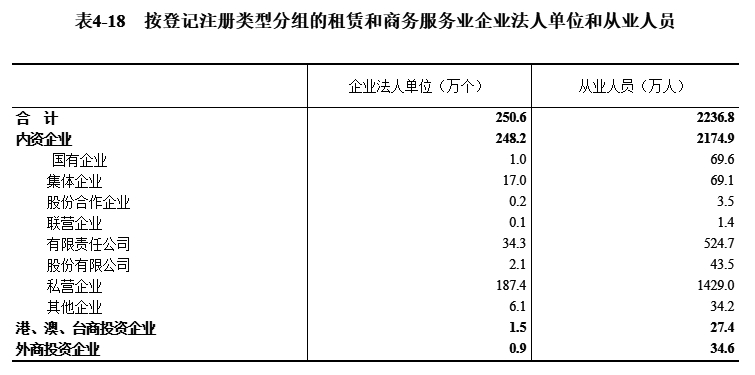 表4-18 按登记注册类型分组的租赁和商务服务业企业法人单位和从业人员
企业法人单位（万个） 从业人员（万人）
合 计 250.6 2236.8
内资企业 248.2 2174.9
国有企业 1.0 69.6
集体企业 17.0 69.1
股份合作企业 0.2 3.5
联营企业 0.1 1.4
有限责任公司 34.3 524.7
股份有限公司 2.1 43.5
私营企业 187.4 1429.0
其他企业 6.1 34.2
港、澳、台商投资企业 1.5 27.4
外商投资企业 0.9 34.6